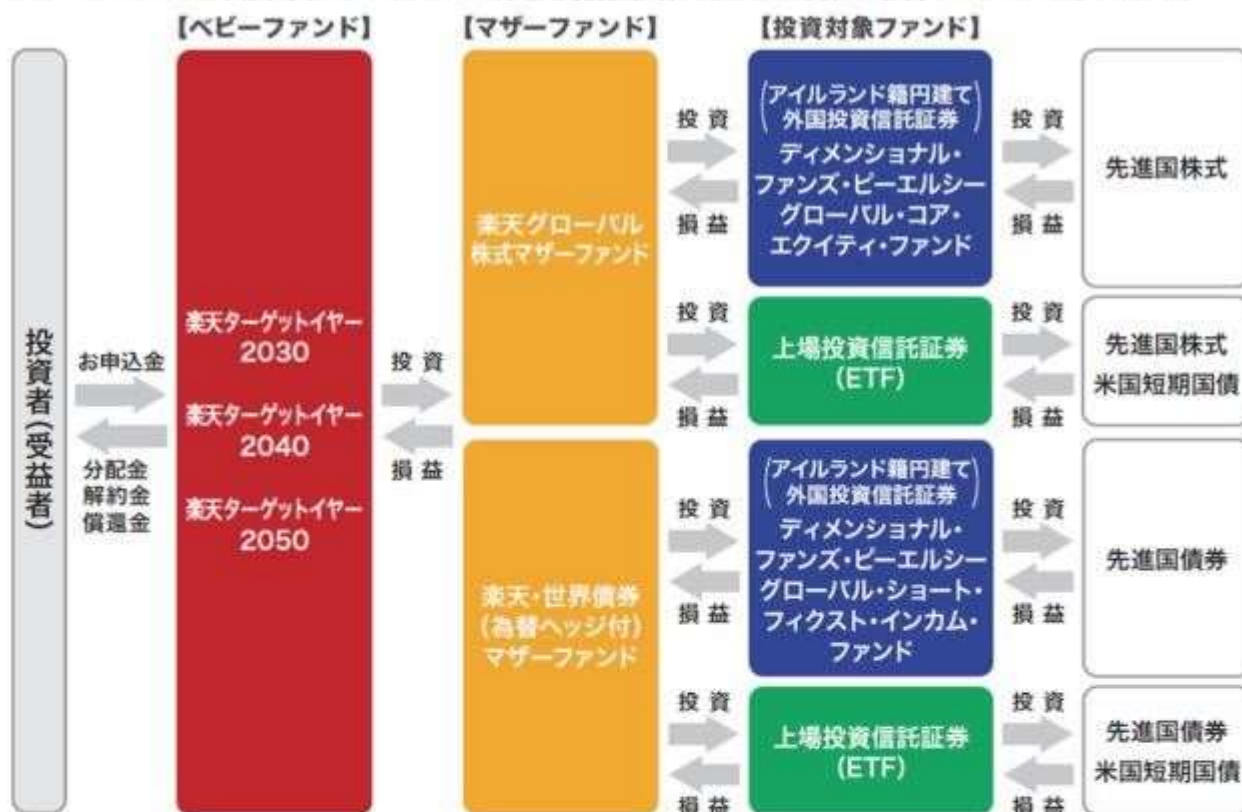 【ベビーファンド】
【マザーファンド】
【投資対象ファンド】
投資者(受益者)
お申込金
分配金
解約金
償還金
楽天ターゲットイヤー
2030
楽天ターゲットイヤー
2040
楽天ターゲットイヤー
2050
投資
損益
楽天グローバル
株式マザーファンド
投資
損益
(アイルランド籍円建て
外国投資信託証券)
ディメンショナル・
ファンズ・ピーエルシー
グローバル・コア・
エクイティ・ファンド
投資
損益
先進国株式
投資
損益
上場投資信託証券
(ETF)
投資
損益
先進国株式
米国短期国債
楽天・世界債券
(為替ヘッジ付)
マザーファンド
投資
損益
(アイルランド籍円建て
外国投資信託証券)
ディメンショナル・
ファンズ・ピーエルシー
グローバル・ショート・
フィクスト・インカム・
ファンド
投資
損益
先進国債券
投資
損益
上場投資信託証券
(ETF)
投資
損益
先進国債券
米国短期国債